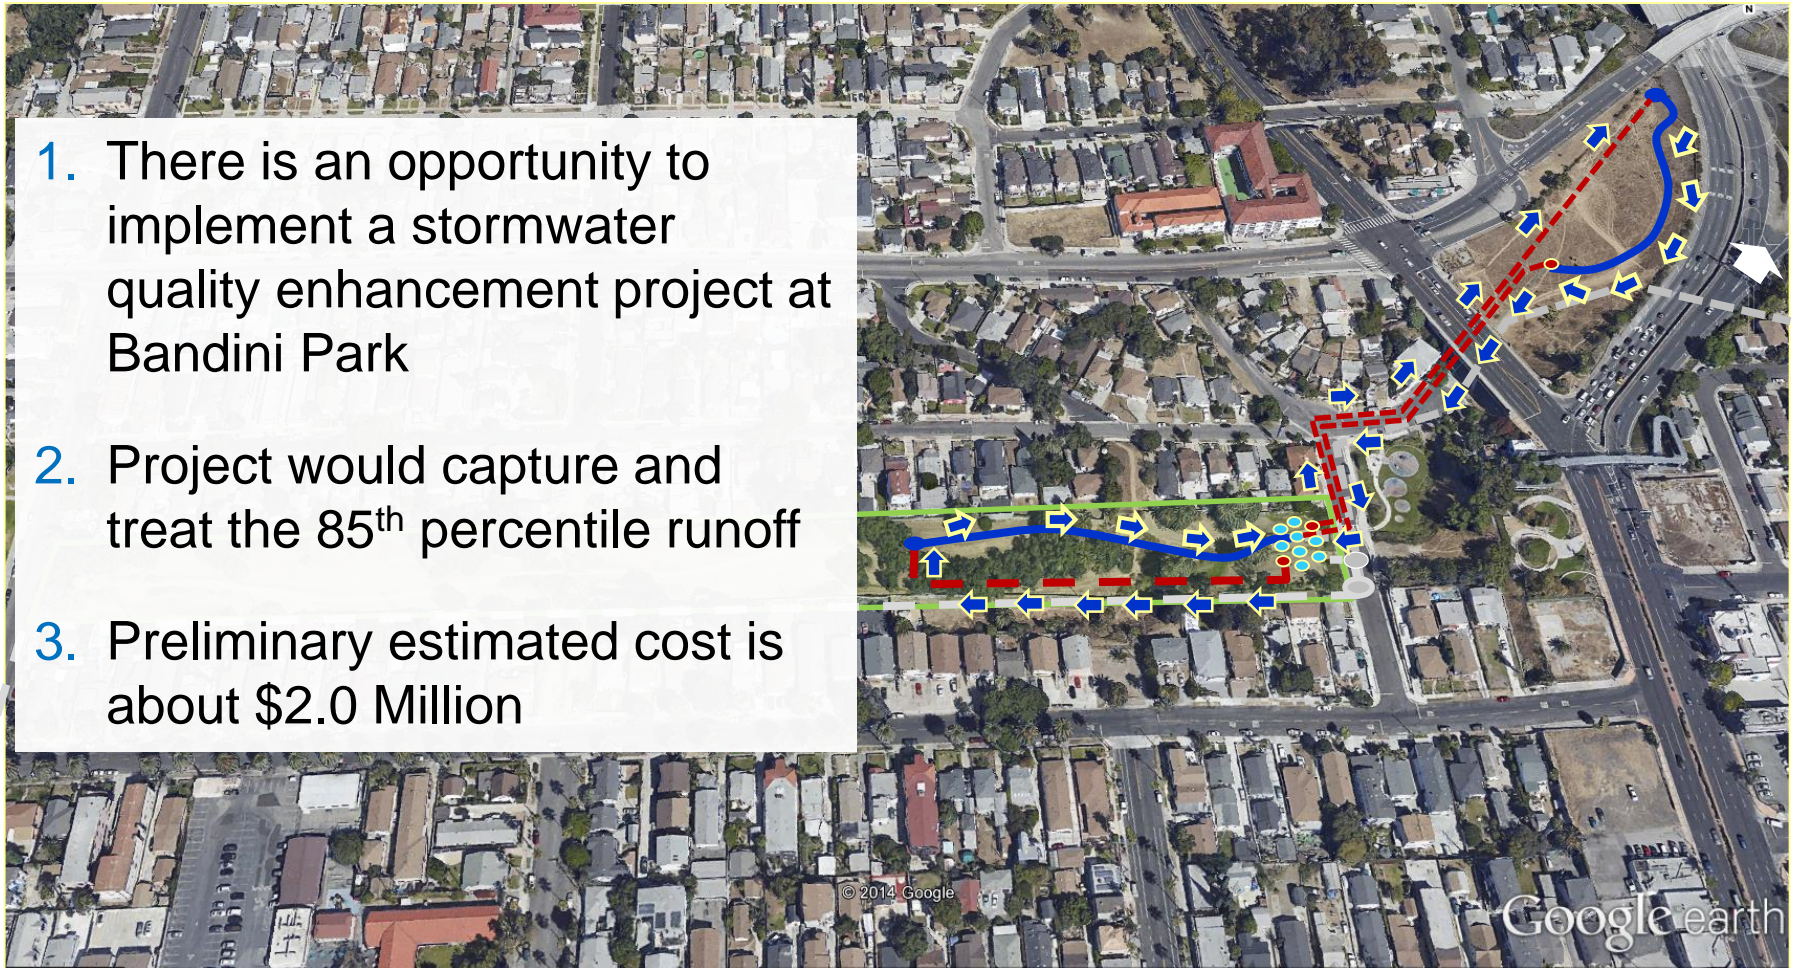 N
1. There is an opportunity to
implement a stormwater
quality enhancement project at
Bandini Park
2. Project would capture and
treat the 85th percentile runoff
3. Preliminary estimated cost is
about $2.0 Million
© 2014 Google
Google earth